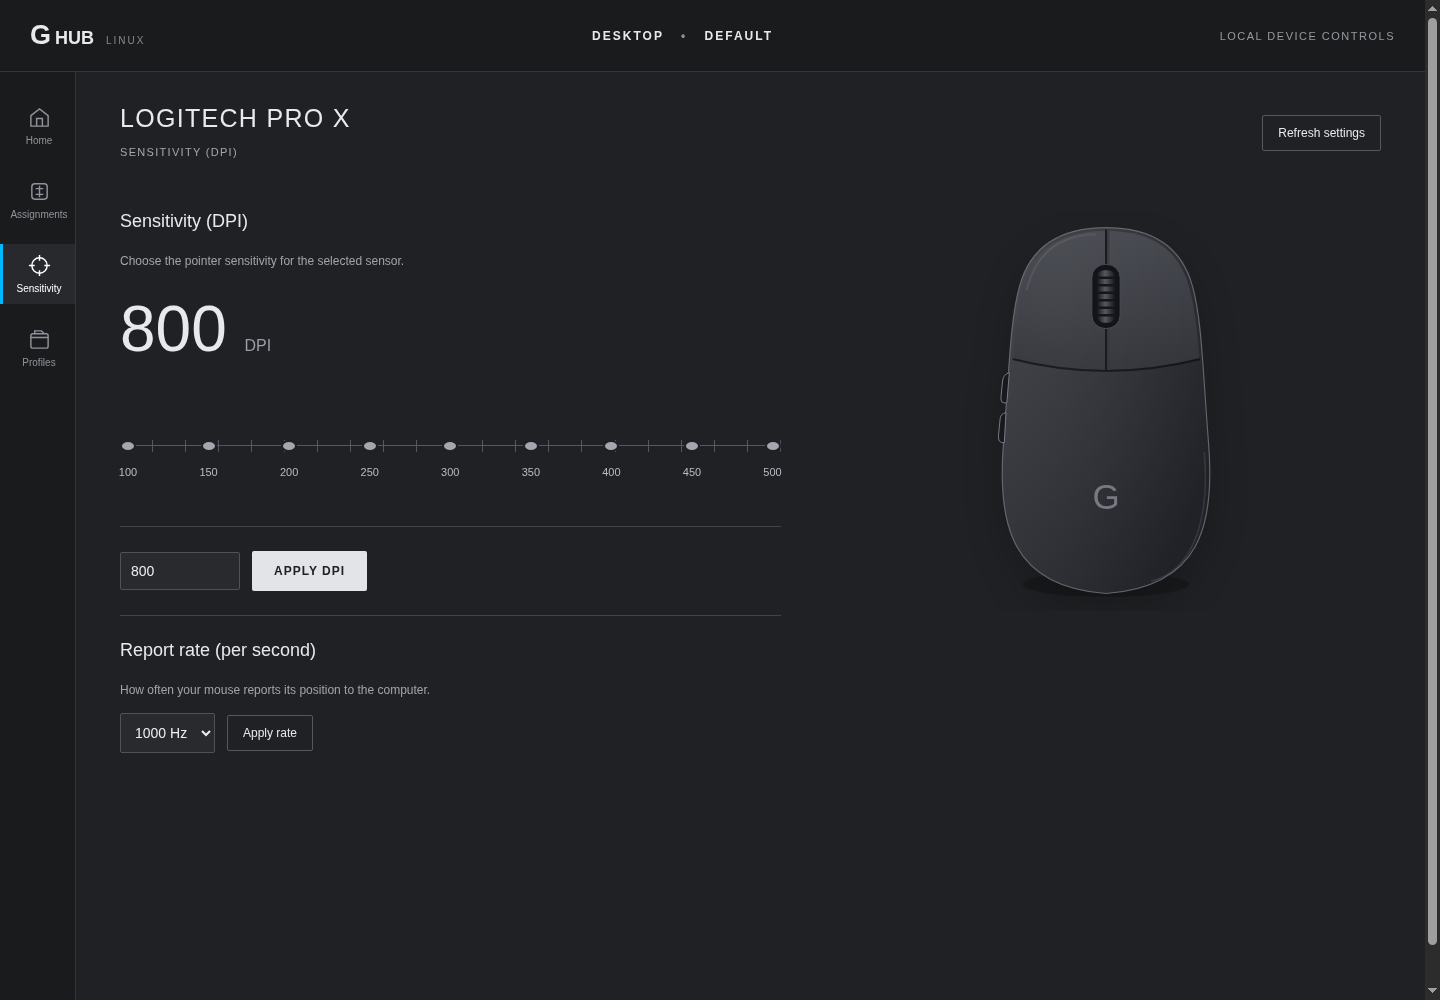 G HUB LINUX
DESKTOP • DEFAULT
LOCAL DEVICE CONTROLS
Home
Assignments
Sensitivity
Profiles
LOGITECH PRO X
SENSITIVITY (DPI)
Refresh settings
Sensitivity (DPI)
Choose the pointer sensitivity for the selected sensor.
800 DPI
100 150 200 250 300 350 400 450 500
800 APPLY DPI
Report rate (per second)
How often your mouse reports its position to the computer.
1000 Hz Apply rate
G